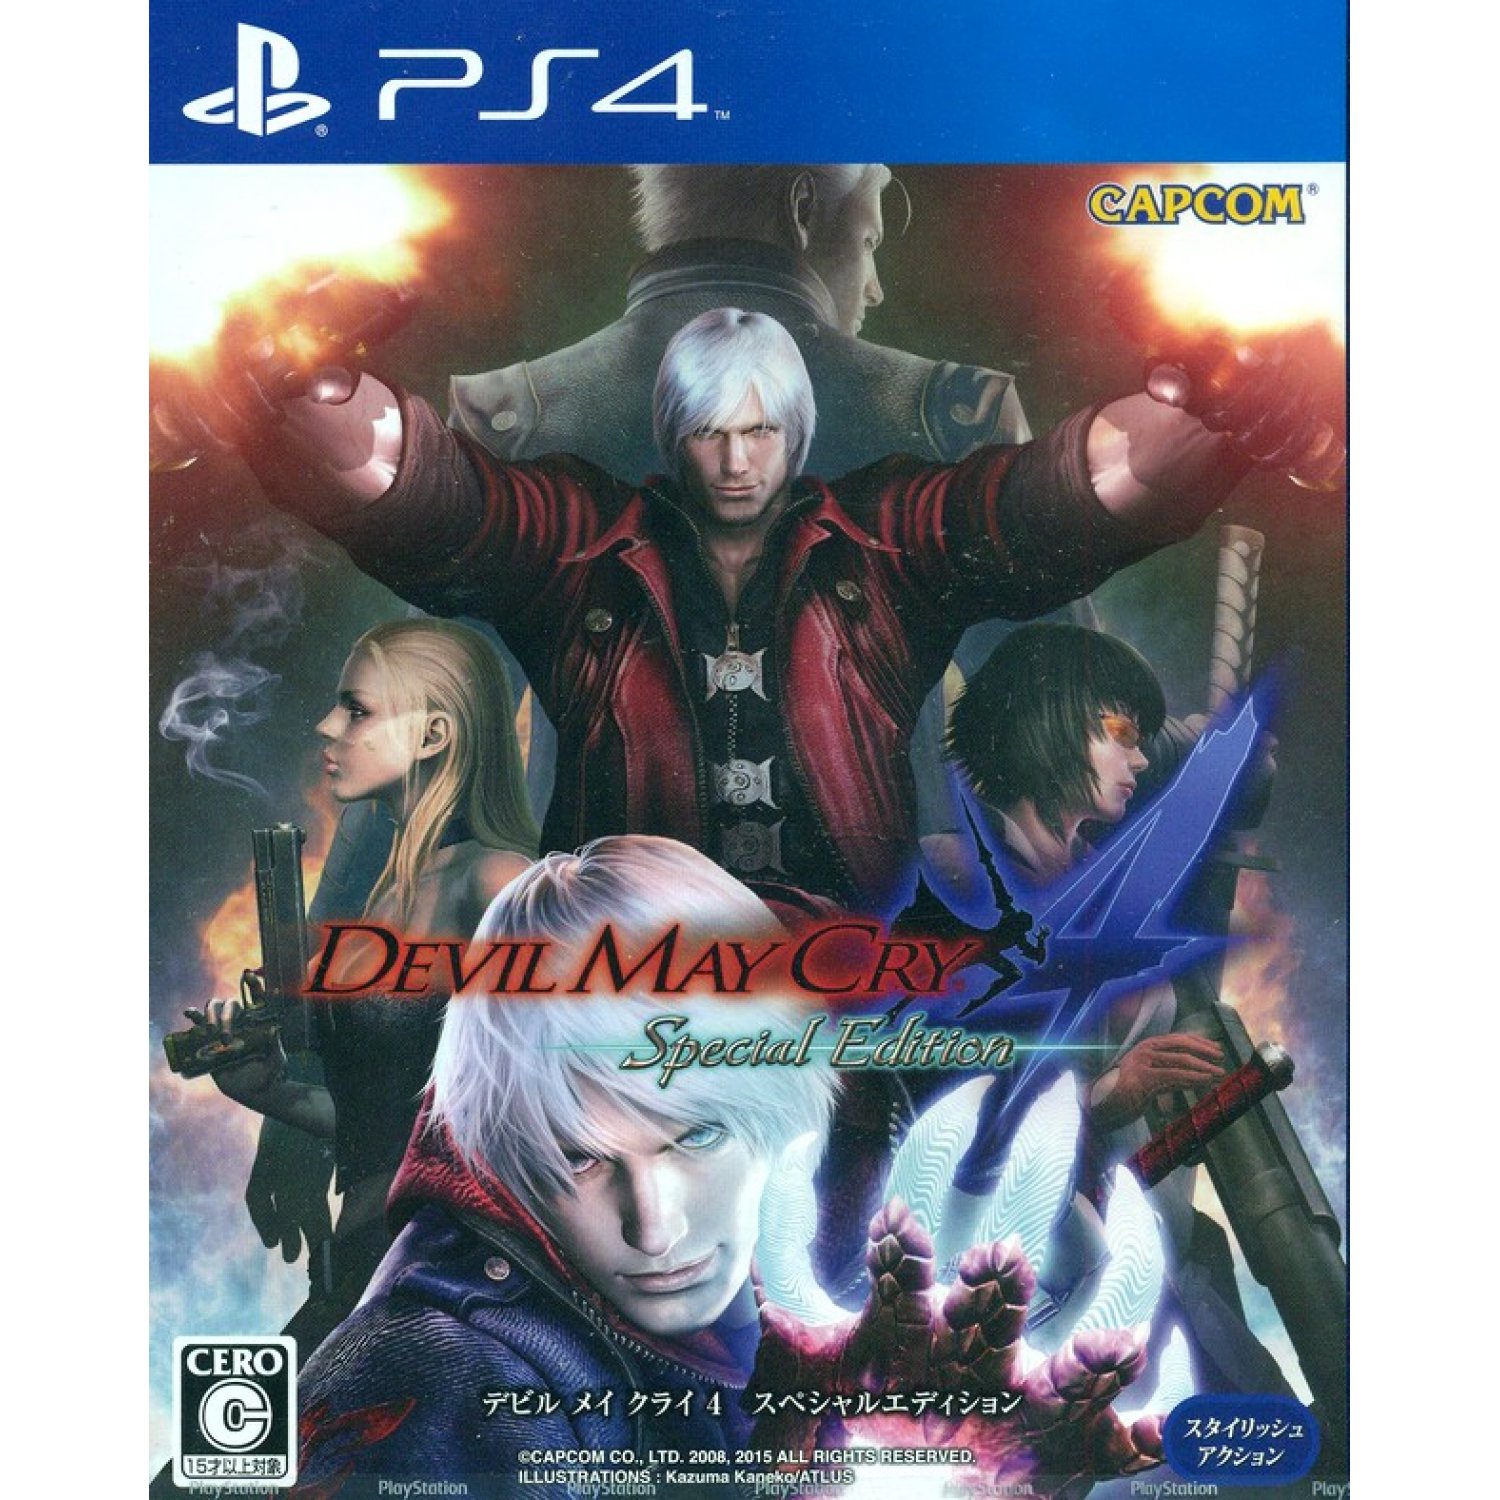 PS4™
CAPCOM®
DEVIL MAY CRY 4
Special Edition
CERO
C
15才以上対象
デビル メイ クライ 4 スペシャルエディション
©CAPCOM CO., LTD. 2008, 2015 ALL RIGHTS RESERVED.
ILLUSTRATIONS : Kazuma Kaneko/ATLUS
スタイリッシュ
アクション
PlayStation PlayStation PlayStation PlayStation PlayStation PlayStation Play